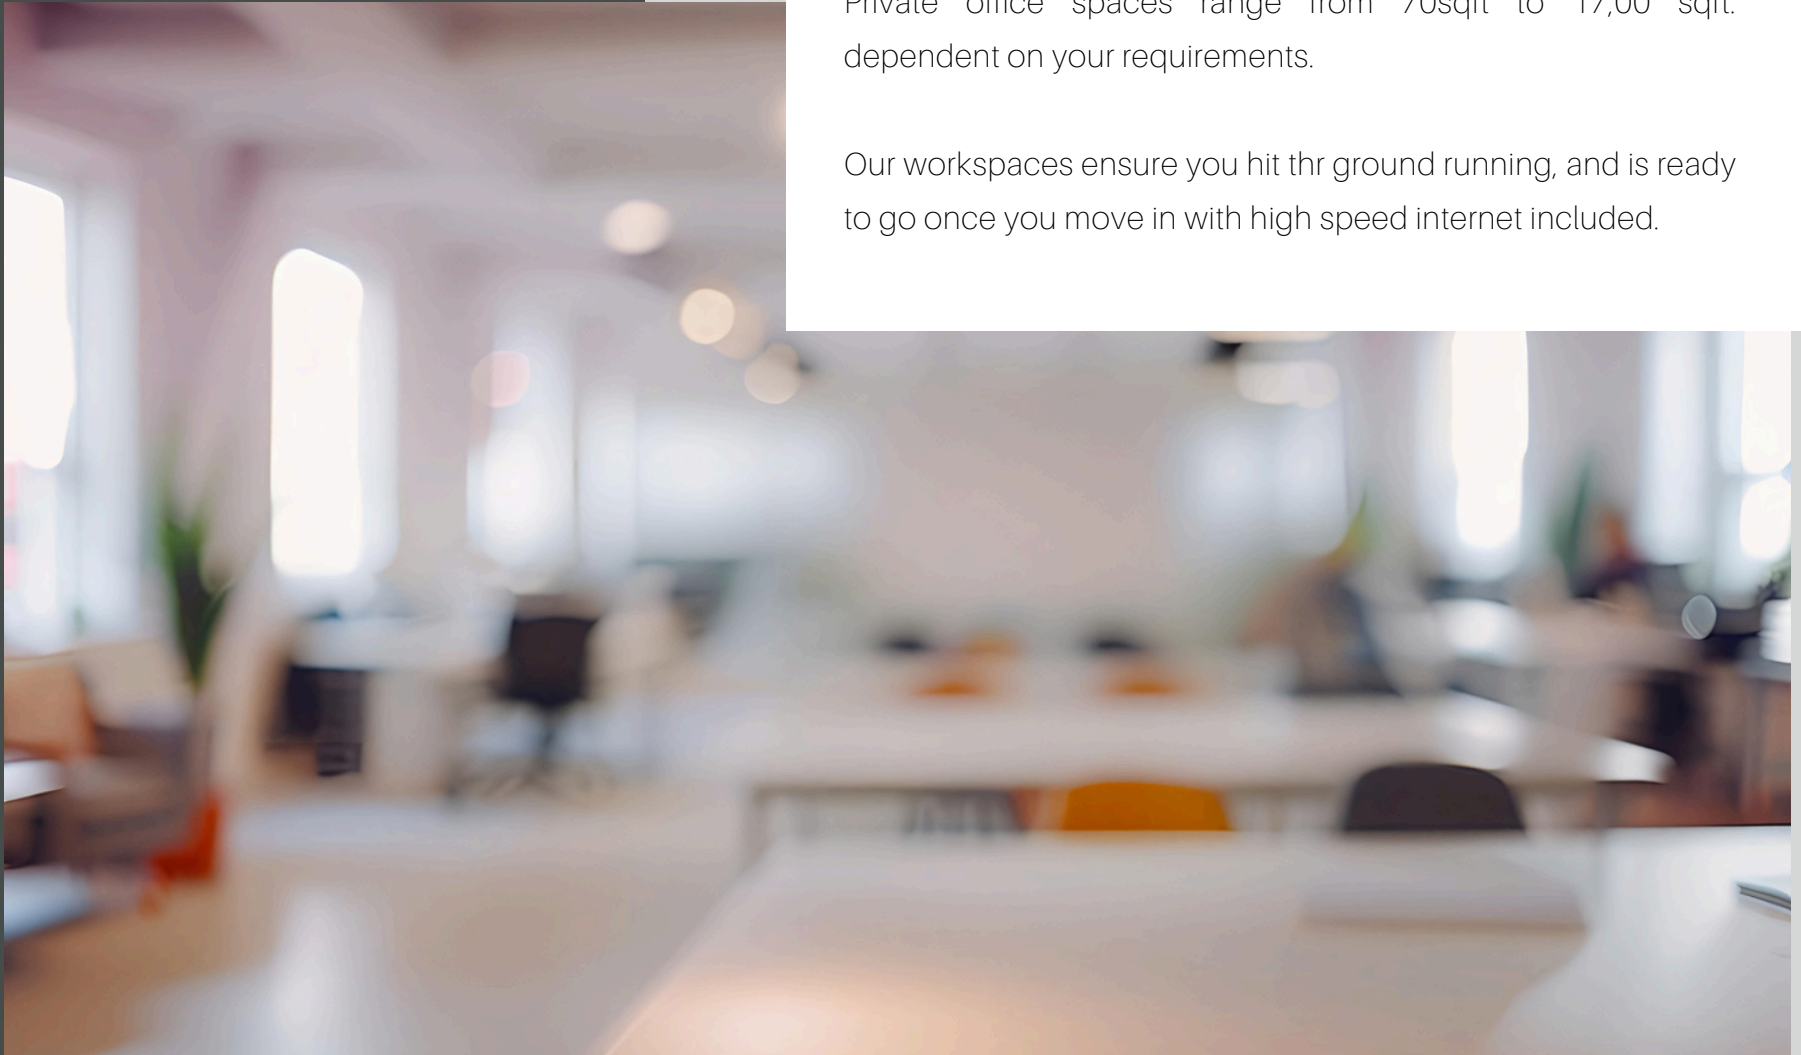 Private office spaces range from 70sqft to 17,00 sqft.
dependent on your requirements.
Our workspaces ensure you hit thr ground running, and is ready
to go once you move in with high speed internet included.